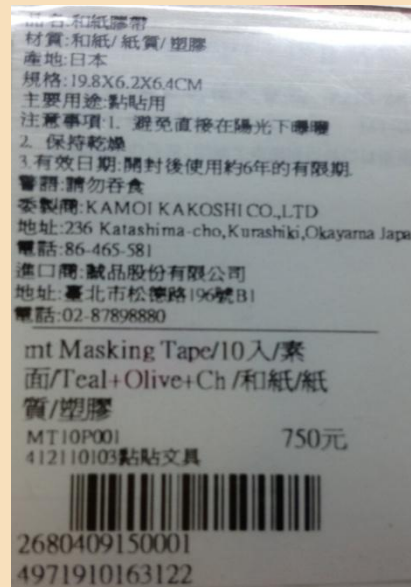 品名:和紙膠帶
材質:和紙/紙質/塑膠
產地:日本
規格:19.8X6.2X6.4CM
主要用途:黏貼用
注意事項:1. 避免直接在陽光下曝曬
2. 保持乾燥
3.有效日期:開封後使用約6年的有限期.
警語:請勿吞食
委製商:KAMOI KAKOSHI CO.,LTD
地址:236 Katashima-cho,Kurashiki,Okayama Japa
電話:86-465-581
進口商:誠品股份有限公司
地址:臺北市松德路196號B1
電話:02-87898880
mt Masking Tape/10入/素
面/Teal+Olive+Ch /和紙/紙
質/塑膠
MT10P001 750元
412110103黏貼文具
2680409150001
4971910163122